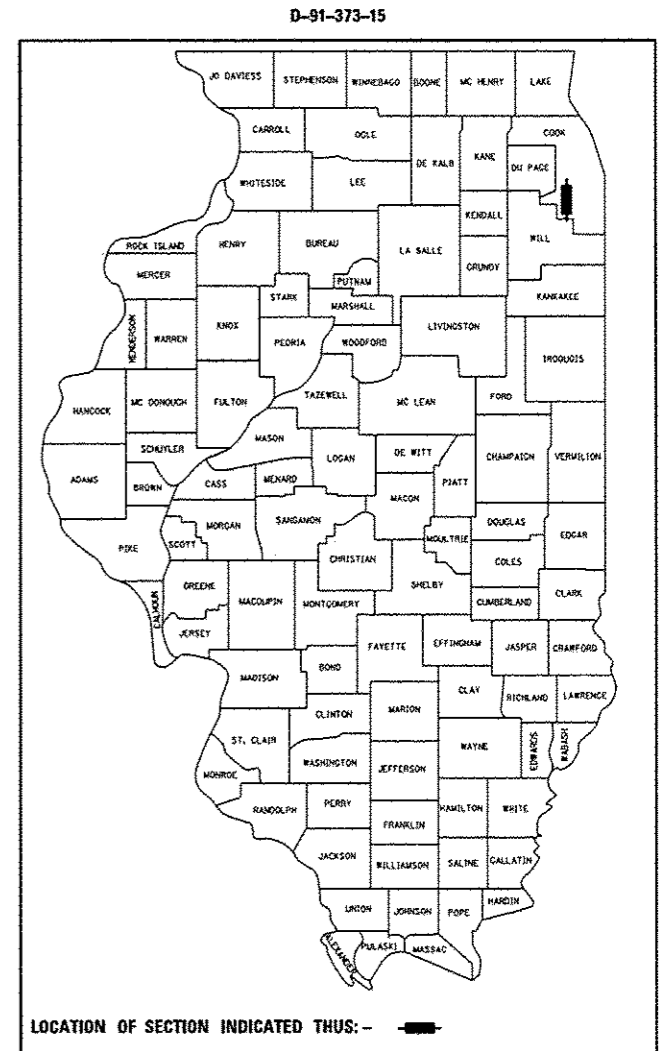 D-91-373-15
JO DAVIESS STEPHENSON WINNEBAGO BOONE MC HENRY LAKE
CARROLL OGLE COOK
DE KALB KANE DU PAGE
WHITESIDE LEE
KENDALL
ROCK ISLAND HENRY BUREAU LA SALLE WILL
MERCER PUTNAM GRUNDY
STARK MARSHALL KANKAKEE
HENDERSON WARREN KNOX PEORIA WOODFORD LIVINGSTON IROQUOIS
HANCOCK MC DONOUGH FULTON TAZEWELL MC LEAN FORD
MASON
SCHUYLER LOGAN DE WITT CHAMPAIGN VERMILION
ADAMS BROWN CASS MENARD PIATT
MACON
MORGAN SANGAMON DOUGLAS
PIKE SCOTT MOULTRIE EDGAR
CHRISTIAN COLES
CALHOUN GREENE MACOUPIN MONTGOMERY SHELBY CUMBERLAND CLARK
JERSEY
FAYETTE EFFINGHAM JASPER CRAWFORD
MADISON BOND
CLAY RICHLAND LAWRENCE
CLINTON MARION
ST. CLAIR WAYNE EDWARDS WABASH
WASHINGTON JEFFERSON
MONROE
RANDOLPH PERRY HAMILTON WHITE
FRANKLIN
JACKSON WILLIAMSON SALINE GALLATIN
HARDIN
UNION JOHNSON POPE
ALEXANDER PULASKI MASSAC
LOCATION OF SECTION INDICATED THUS: -